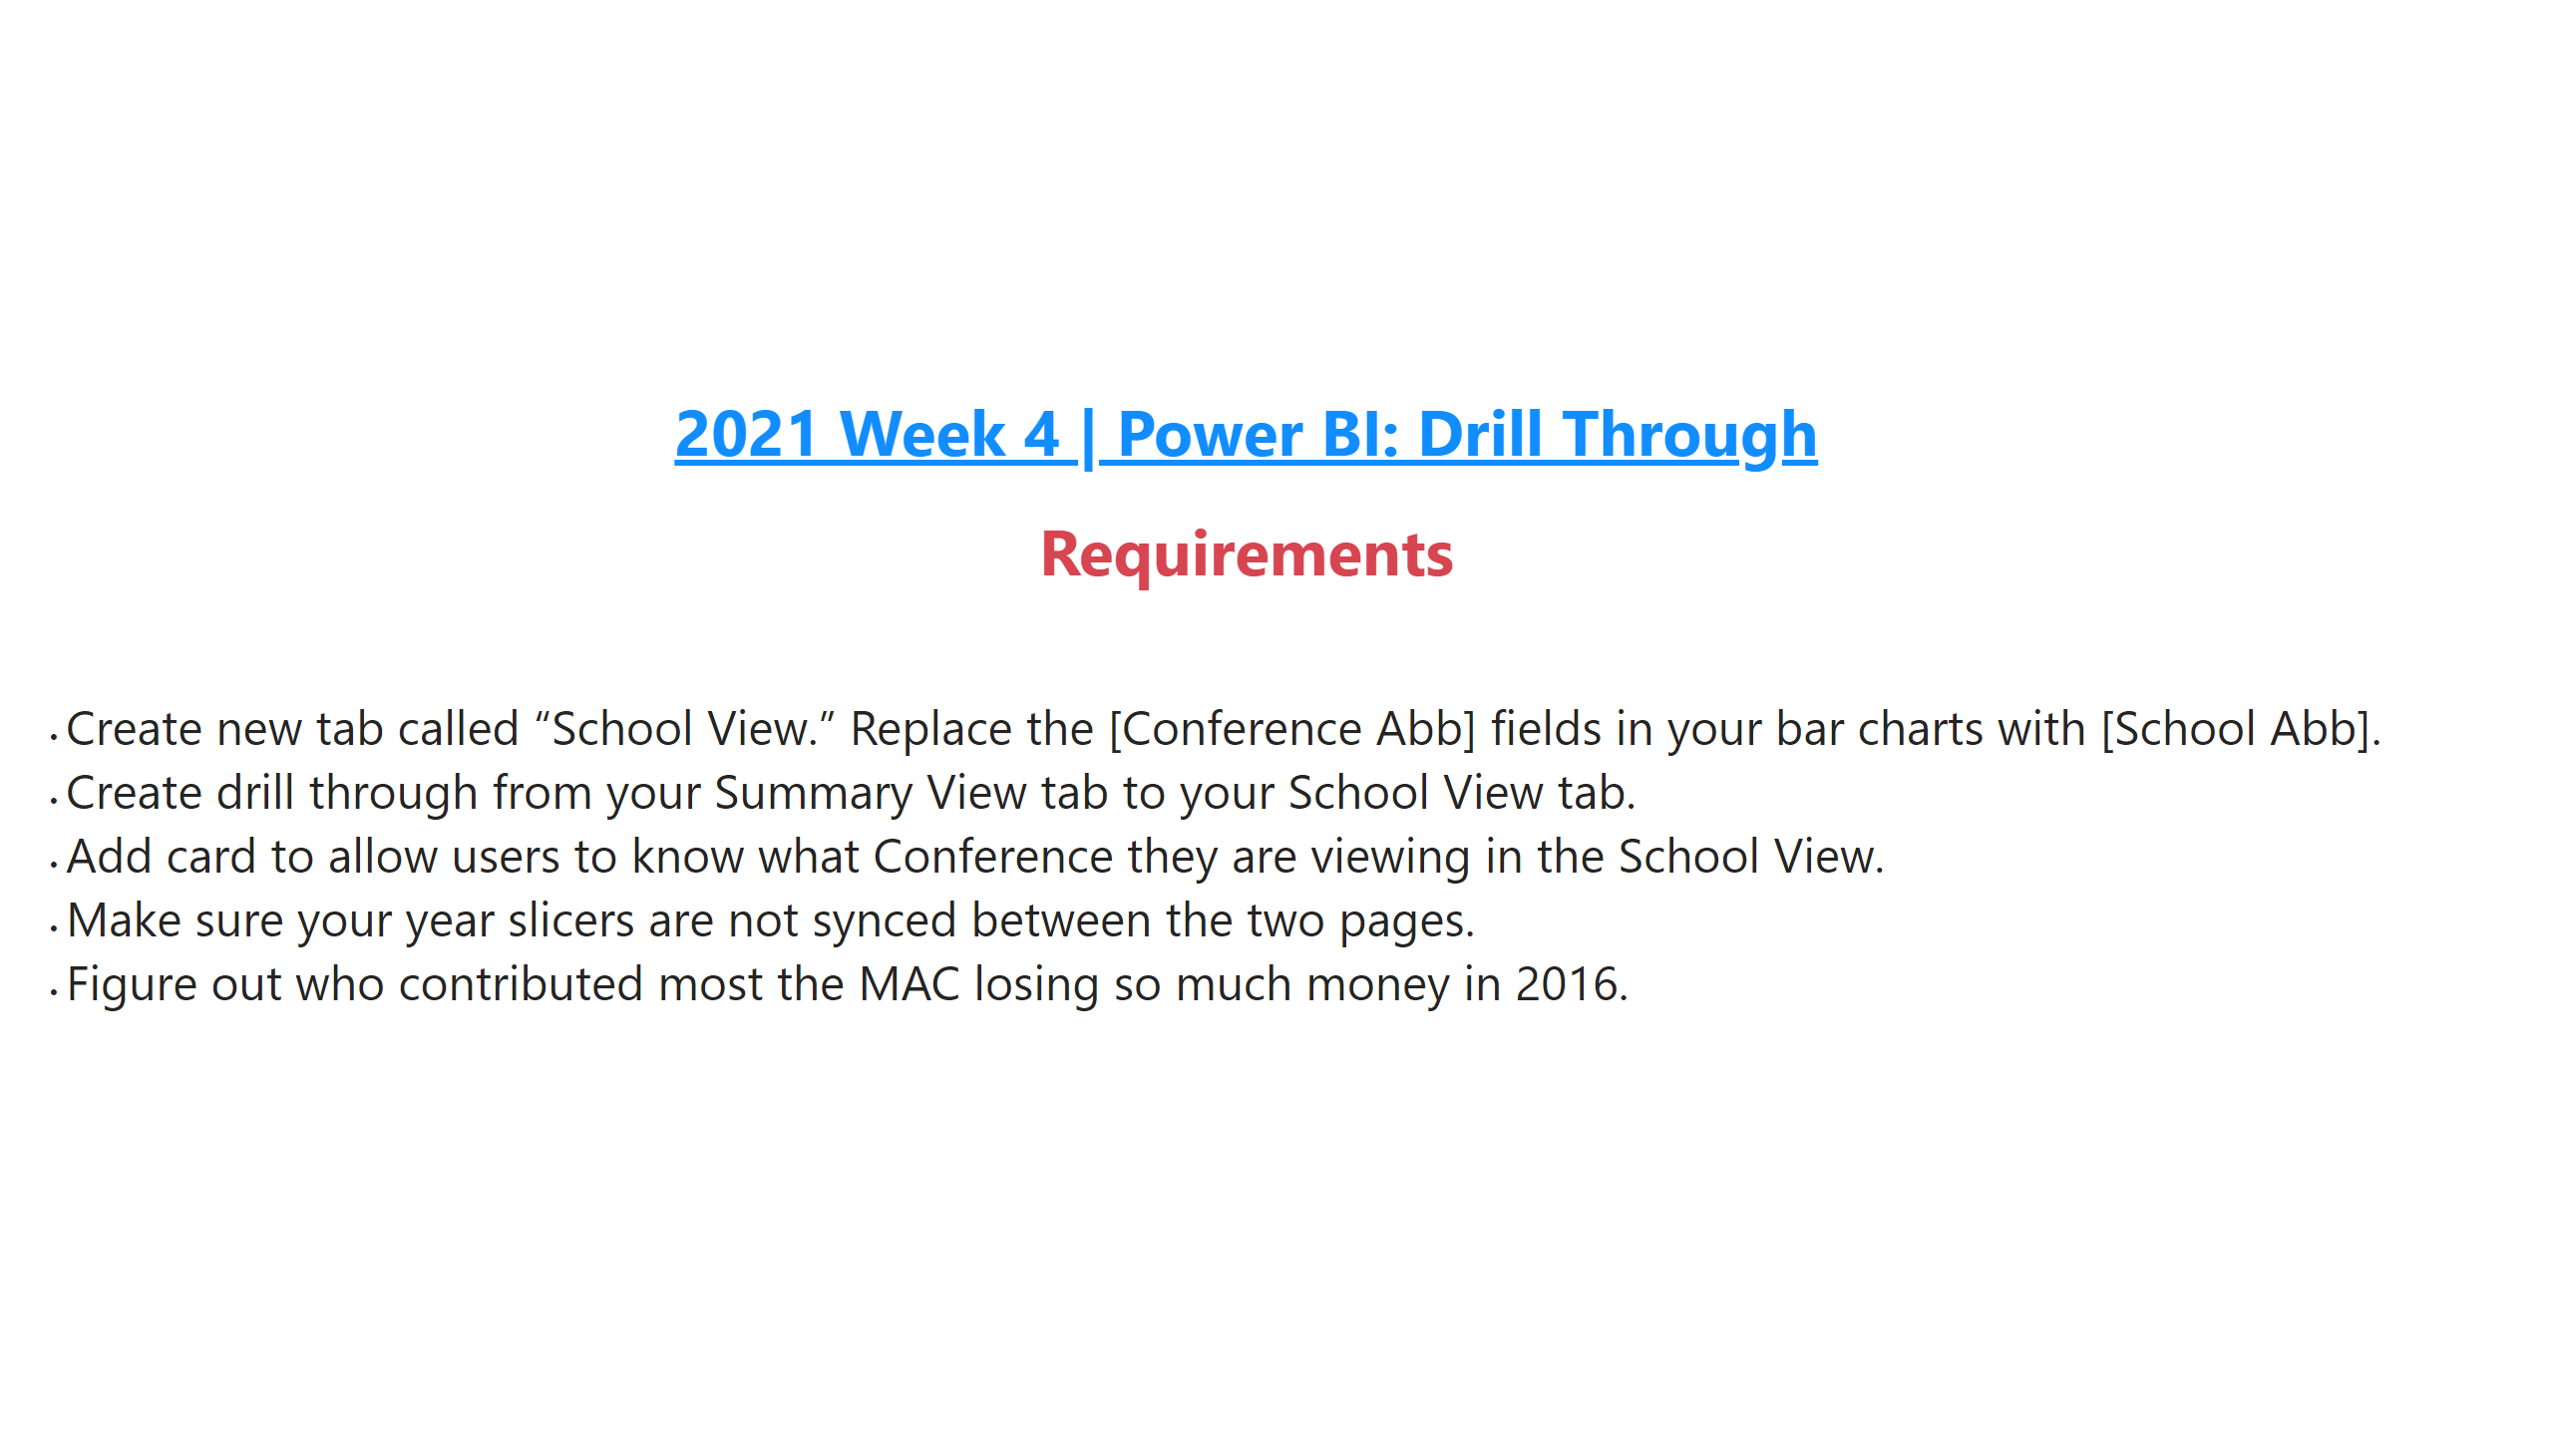 2021 Week 4 | Power BI: Drill Through
Requirements
• Create new tab called “School View.” Replace the [Conference Abb] fields in your bar charts with [School Abb].
• Create drill through from your Summary View tab to your School View tab.
• Add card to allow users to know what Conference they are viewing in the School View.
• Make sure your year slicers are not synced between the two pages.
• Figure out who contributed most the MAC losing so much money in 2016.